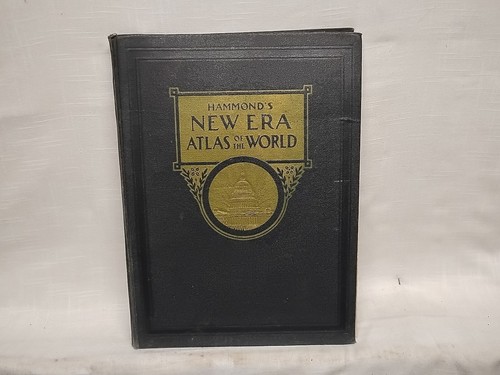 HAMMOND'S
NEW ERA
ATLAS OF THE WORLD